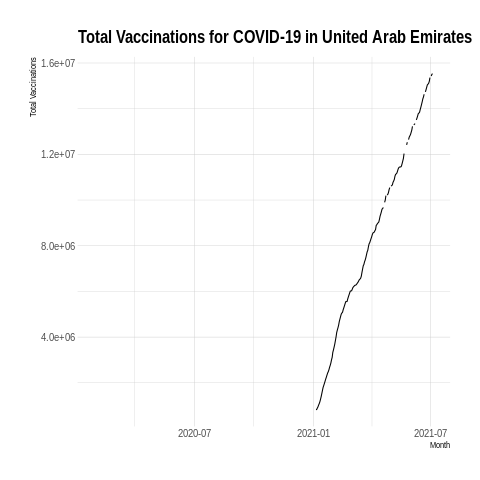 Total Vaccinations for COVID-19 in United Arab Emirates
Total Vaccinations
1.6e+07
1.2e+07
8.0e+06
4.0e+06
2020-07
2021-01
2021-07
Month